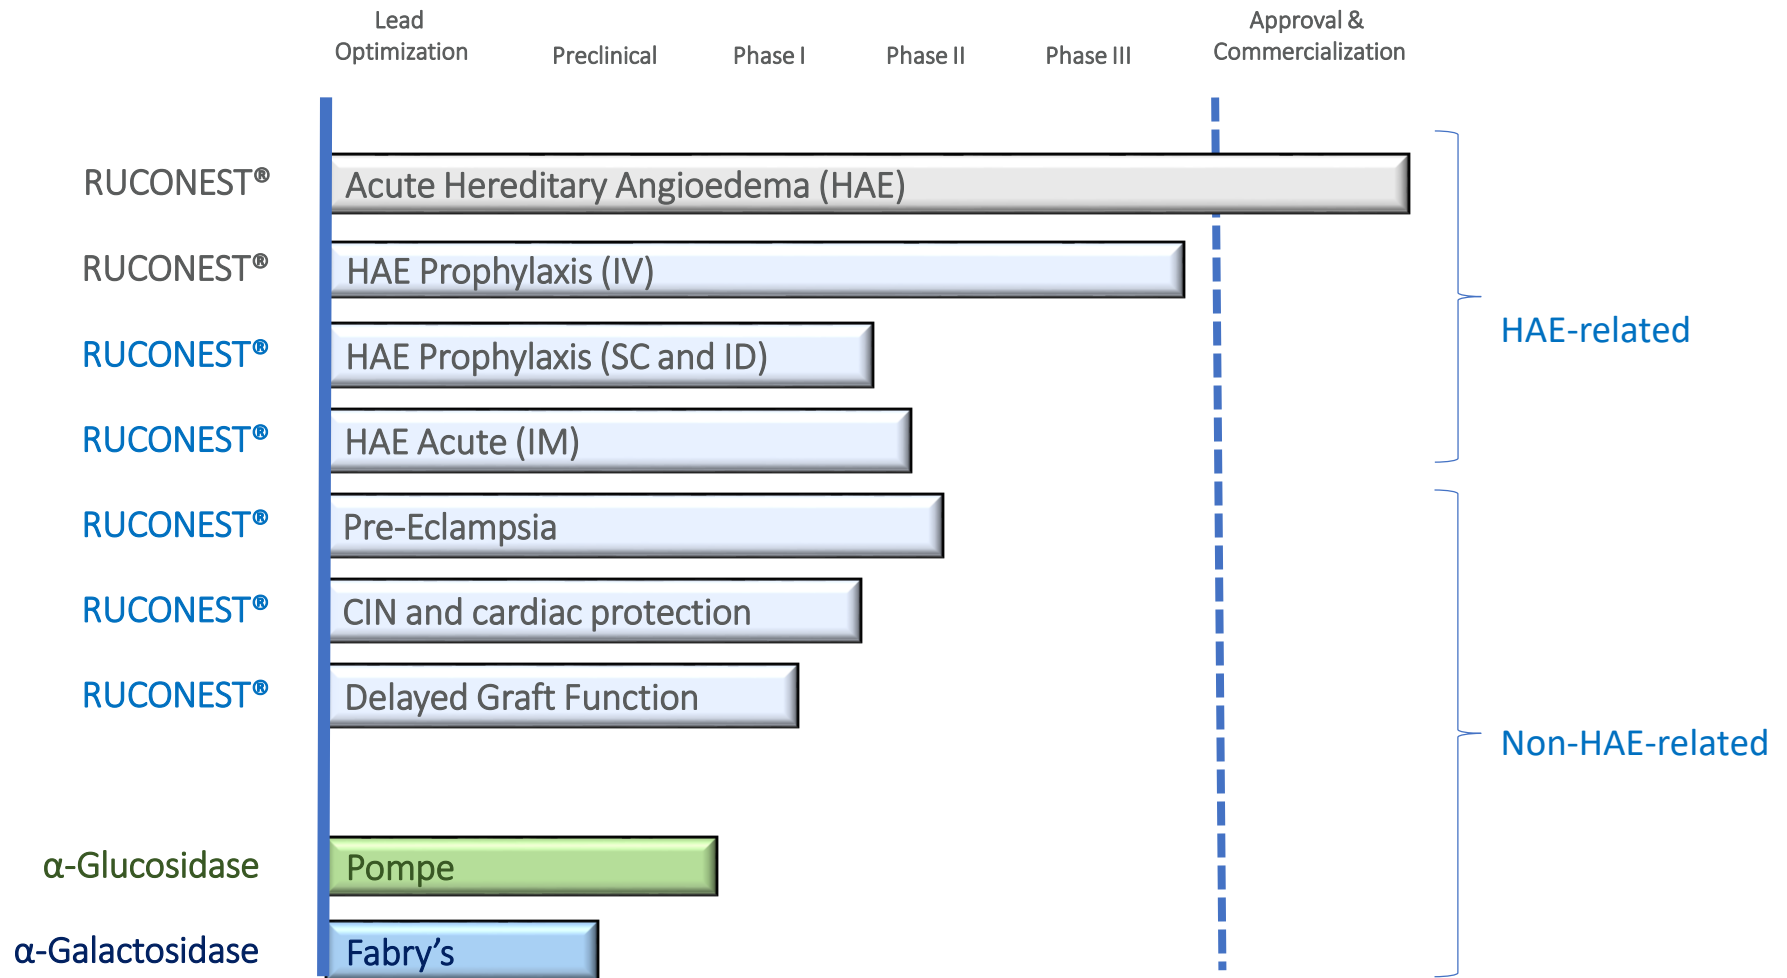 Lead
Optimization
Preclinical
Phase I
Phase II
Phase III
Approval &
Commercialization
RUCONEST®
Acute Hereditary Angioedema (HAE)
RUCONEST®
HAE Prophylaxis (IV)
RUCONEST®
HAE Prophylaxis (SC and ID)
HAE-related
RUCONEST®
HAE Acute (IM)
RUCONEST®
Pre-Eclampsia
RUCONEST®
CIN and cardiac protection
RUCONEST®
Delayed Graft Function
Non-HAE-related
α-Glucosidase
Pompe
α-Galactosidase
Fabry’s